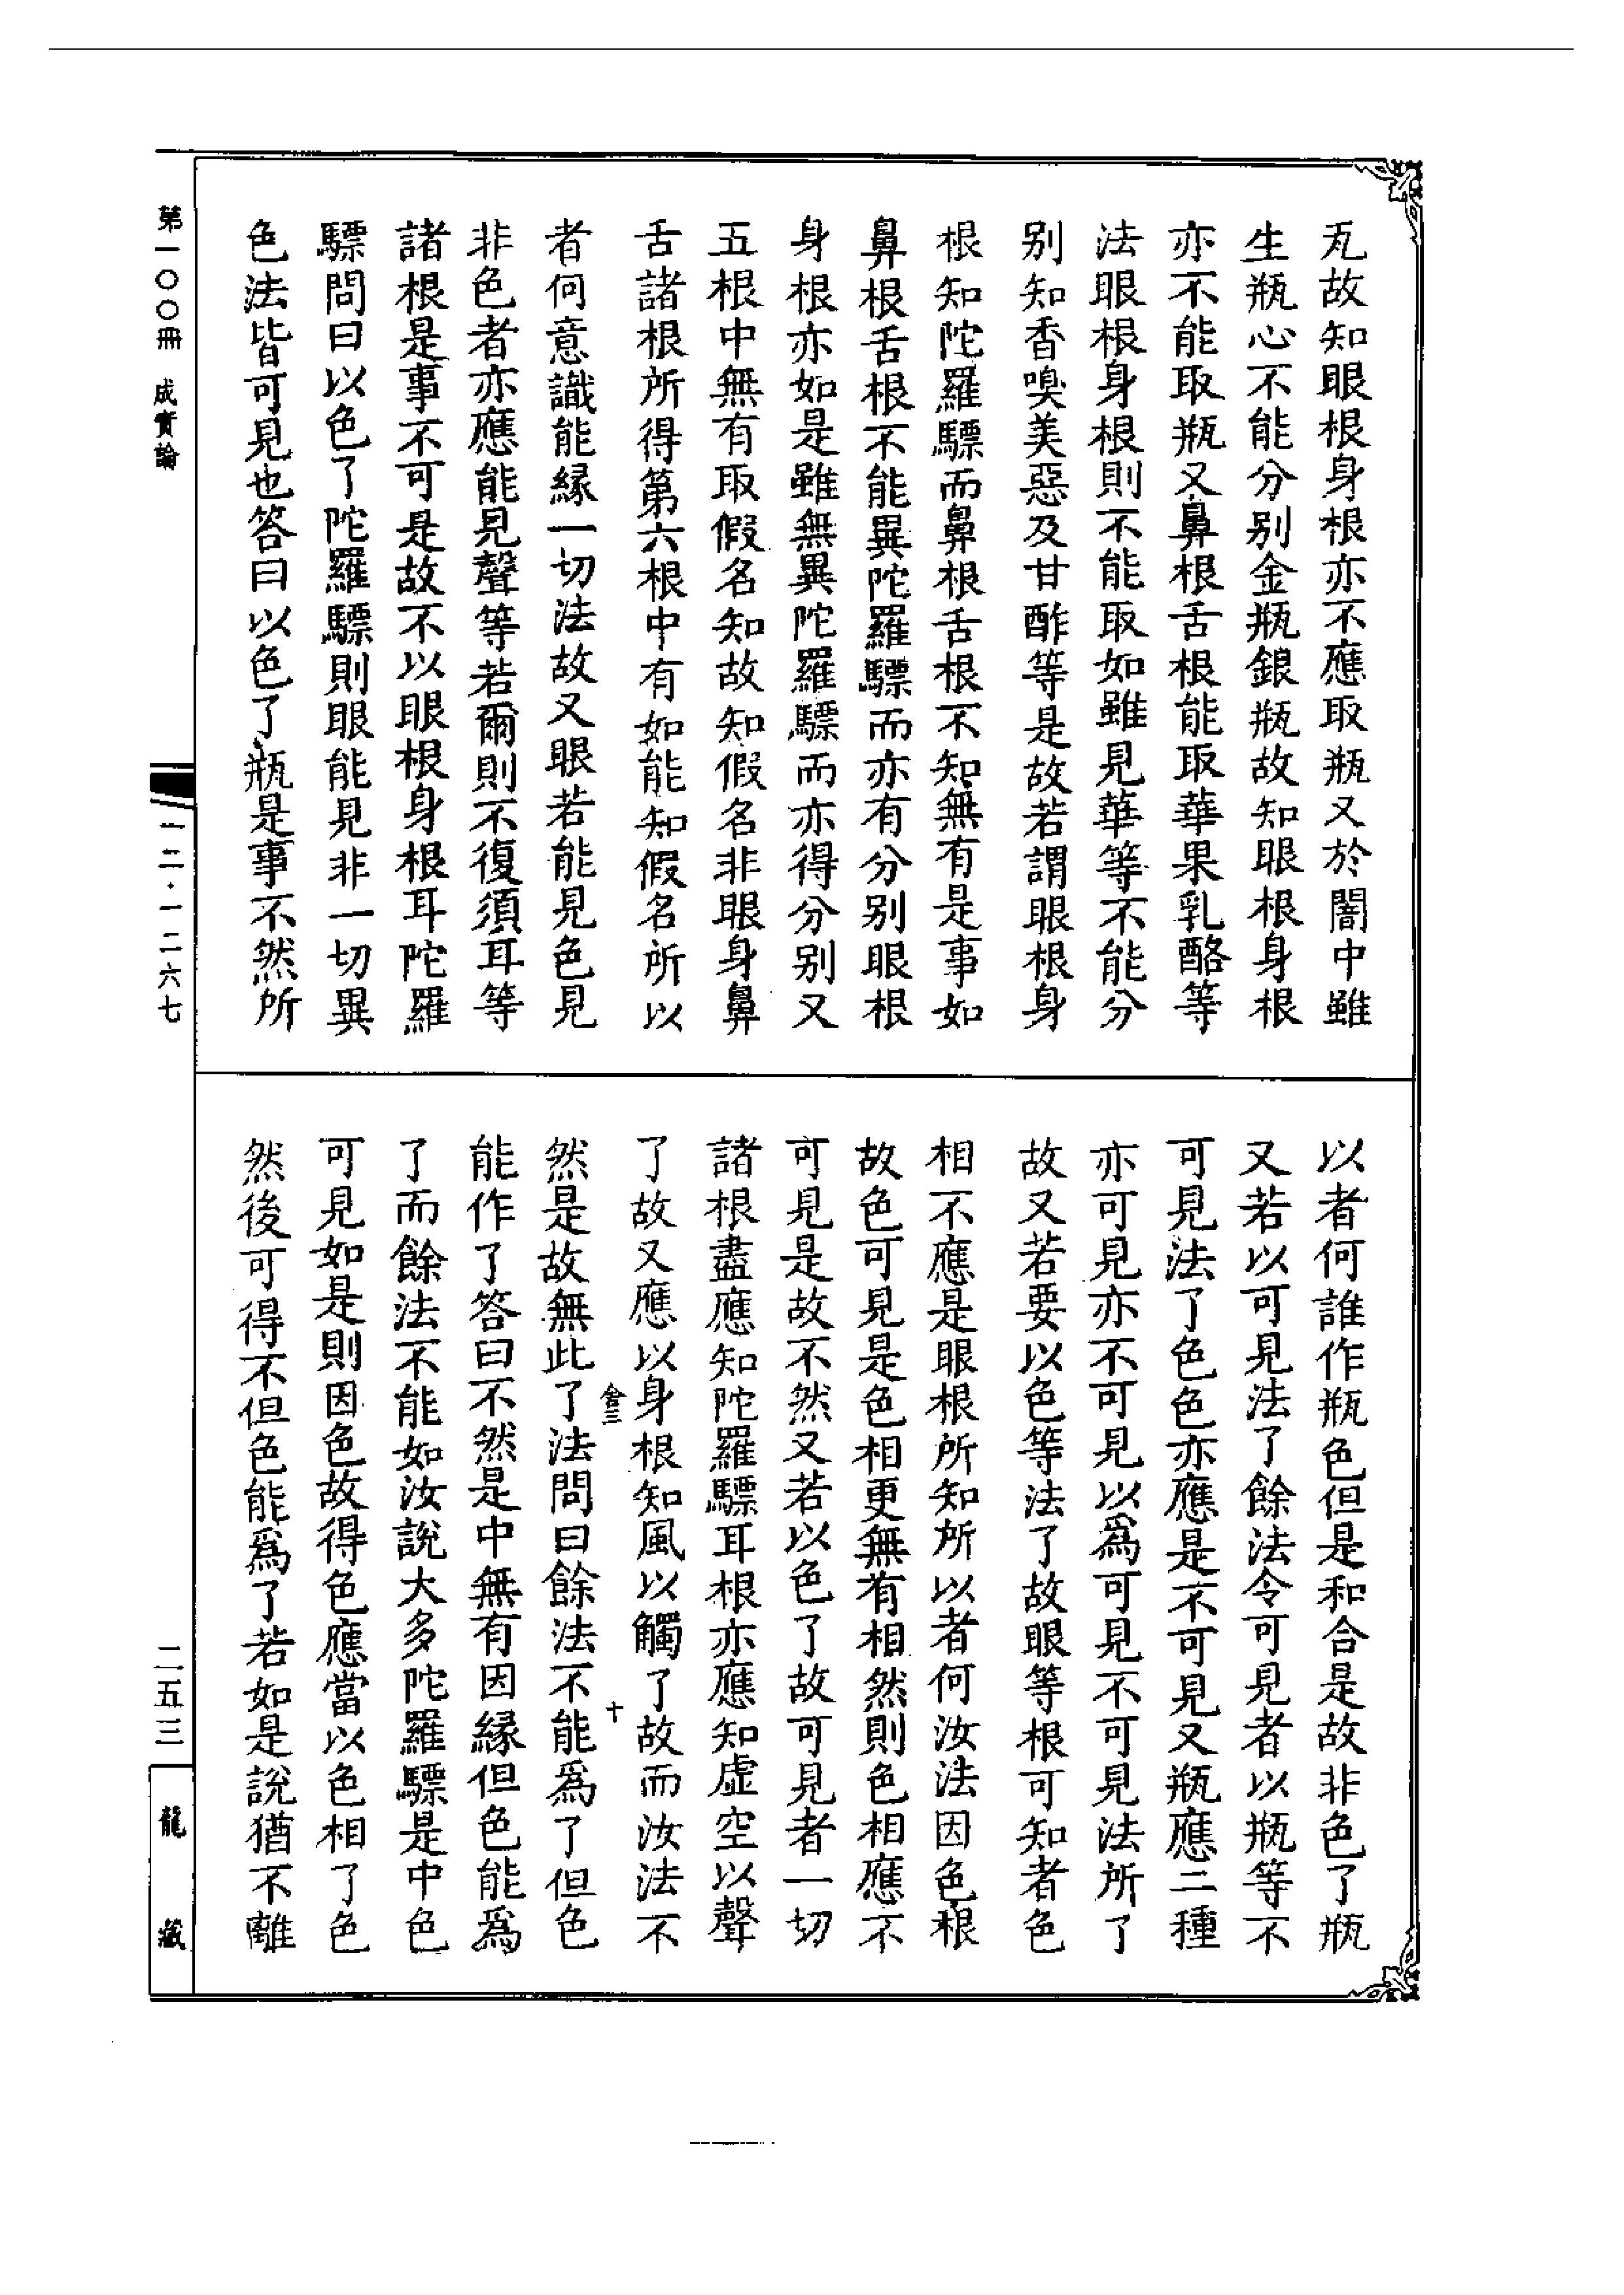 瓦故知眼根身根亦不應取瓶又於闇中雖
生瓶心不能分别金瓶銀瓶故知眼根身根
亦不能取瓶又鼻根舌根能取華果乳酪等
法眼根身根則不能取如雖見華等不能分
别知香嗅美惡及甘酢等是故若謂眼根身
根知陀羅驃而鼻根舌根不知無有是事如
鼻根舌根不能異陀羅驃而亦有分别眼根
身根亦如是雖無異陀羅驃而亦得分别又
五根中無有取假名知故知假名非眼身鼻
舌諸根所得第六根中有如能知假名所以
者何意識能緣一切法故又眼若能見色見
非色者亦應能見聲等若爾則不復須耳等
諸根是事不可是故不以眼根身根耳陀羅
驃問曰以色了陀羅驃則眼能見非一切異
色法皆可見也答曰以色了瓶是事不然所
以者何誰作瓶色但是和合是故非色了瓶
又若以可見法了餘法令可見者以瓶等不
可見法了色色亦應是不可見又瓶應二種
亦可見亦不可見以爲可見不可見法所了
故又若要以色等法了故眼等根可知者色
相不應是眼根所知所以者何汝法因色根
故色可見是色相更無有相然則色相應不
可見是故不然又若以色了故可見者一切
諸根盡應知陀羅驃耳根亦應知虛空以聲
了故又應以身根知風以觸了故而汝法不
然是故無此了法問曰餘法不能爲了但色
能作了答曰不然是中無有因緣但色能爲
了而餘法不能如汝說大多陀羅驃是中色
可見如是則因色故得色應當以色相了色
然後可得不但色能爲了若如是說猶不離
第一〇〇冊 成實論
一二·一二六七
二五三
龍藏
十